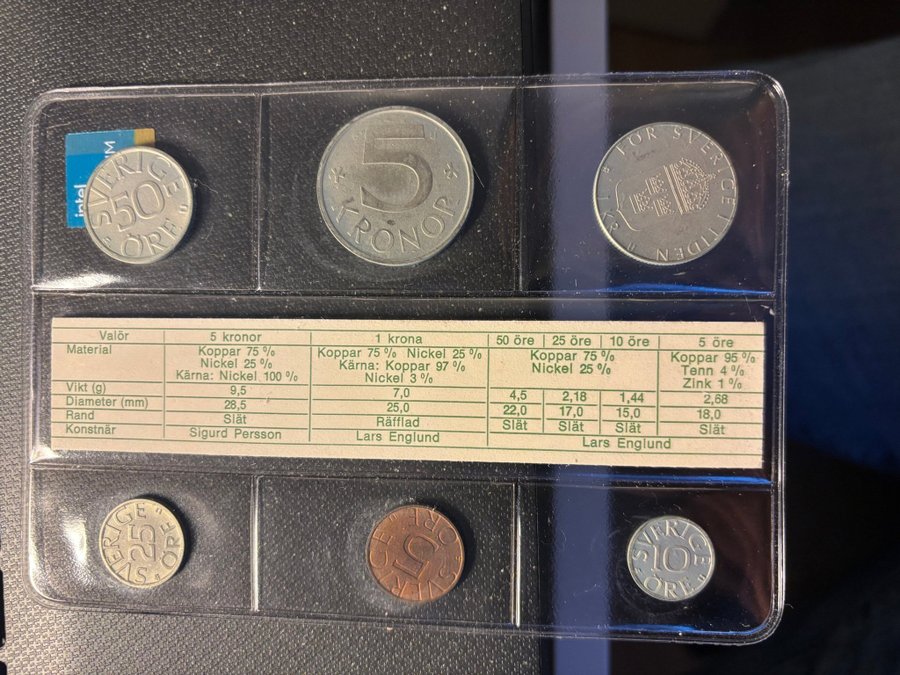 intel
M
SVERIGE
50
ÖRE
5
KRONOR
FÖR SVERIGE I TIDEN
1 KR
Valör 5 kronor 1 krona 50 öre 25 öre 10 öre 5 öre
Material Koppar 75 % Koppar 75 % Nickel 25 % Koppar 75 % Koppar 95 %
Nickel 25 % Kärna: Koppar 97 % Nickel 25 % Tenn 4 %
Kärna: Nickel 100 % Nickel 3 % Zink 1 %
Vikt (g) 9,5 7,0 4,5 2,18 1,44 2,68
Diameter (mm) 28,5 25,0 22,0 17,0 15,0 18,0
Rand Slät Räfflad Slät Slät Slät Slät
Konstnär Sigurd Persson Lars Englund Lars Englund
SVERIGE
25
ÖRE
SVERIGE
5
ÖRE
SVERIGE
10
ÖRE